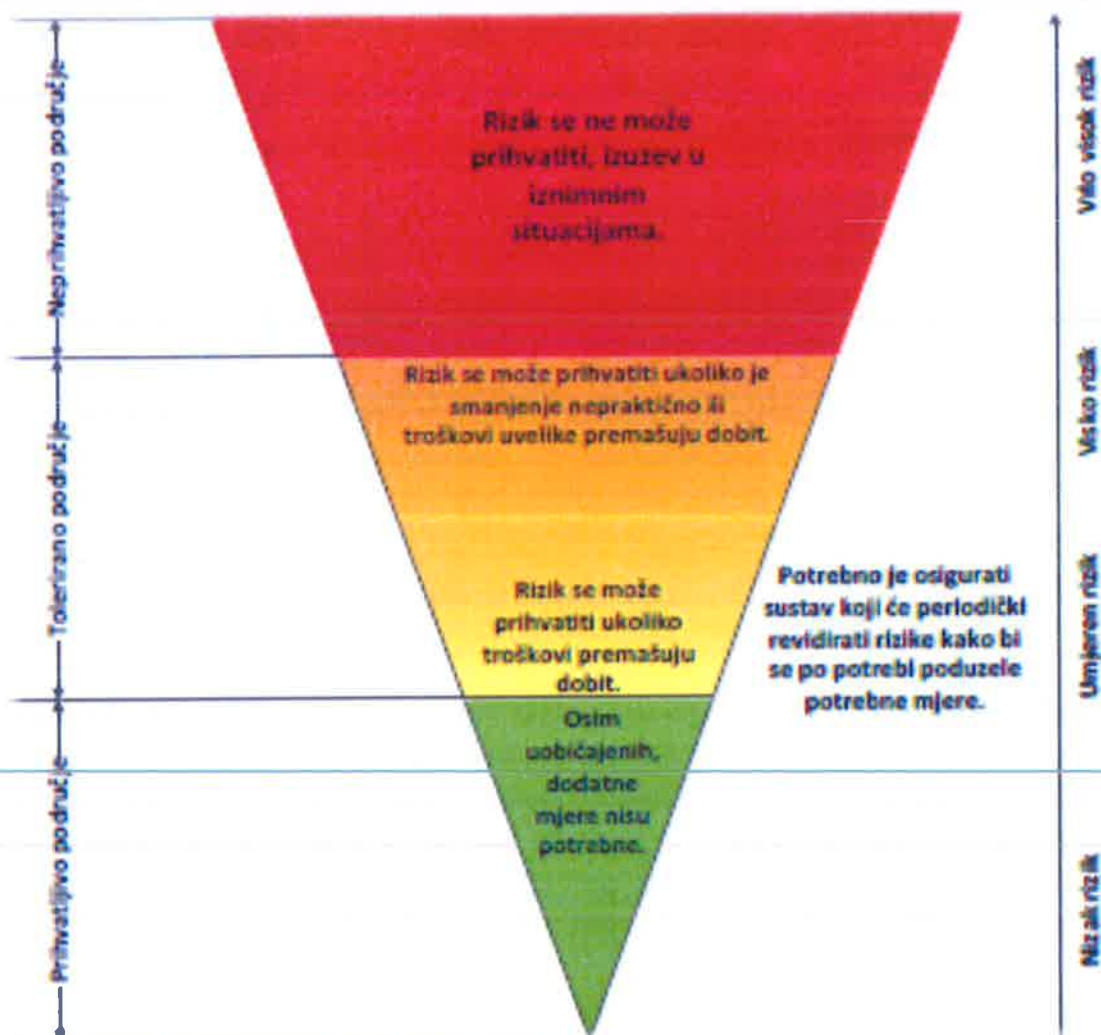 Neprihvatljivo područje
Rizik se ne može
prihvatiti, izuzev u
iznimnim
situacijama.
Vrlo visok rizik
Tolerirano područje
Rizik se može prihvatiti ukoliko je
smanjenje nepraktično ili
troškovi uvelike premašuju dobit.
Visko rizik
Rizik se može
prihvatiti ukoliko
troškovi premašuju
dobit.
Potrebno je osigurati
sustav koji će periodički
revidirati rizike kako bi
se po potrebi poduzele
potrebne mjere.
Umjeren rizik
Prihvatljivo područje
Osim
uobičajenih,
dodatne
mjere nisu
potrebne.
Nizak rizik